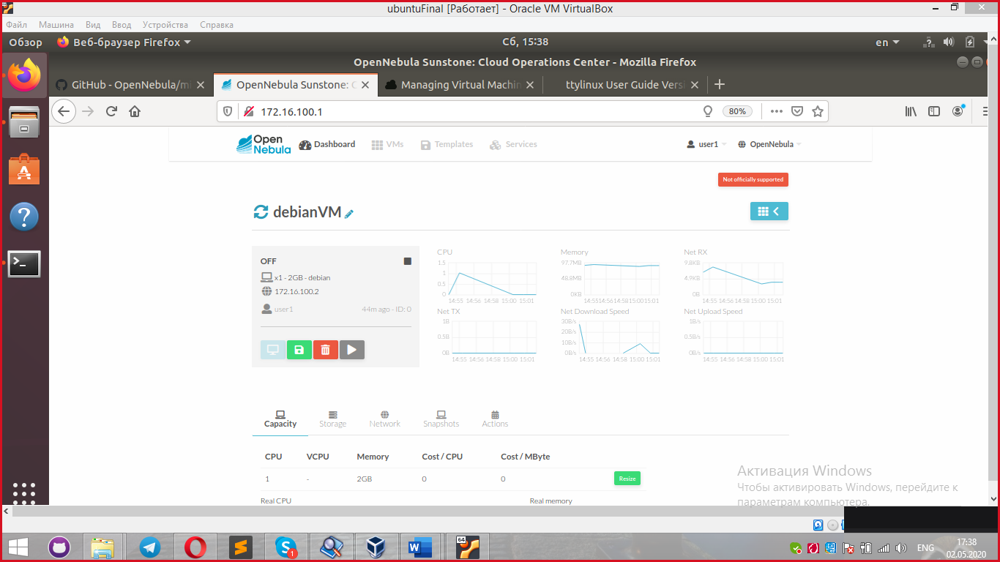 ubuntuFinal [Работает] - Oracle VM VirtualBox
Файл Машина Вид Ввод Устройства Справка
Обзор Веб-браузер Firefox Сб, 15:38 en
OpenNebula Sunstone: Cloud Operations Center - Mozilla Firefox
GitHub - OpenNebula/mi OpenNebula Sunstone: C Managing Virtual Machin ttylinux User Guide Versi
172.16.100.1 80%
Open Nebula Dashboard VMs Templates Services user1 OpenNebula
Not officially supported
debianVM
OFF
x1 - 2GB - debian
172.16.100.2
user1 44m ago - ID: 0
CPU
1.5
1
0.5
0
14:55 14:56 14:58 15:00 15:01
Memory
97.7MB
48.8MB
0KB
14:55 14:56 14:58 15:00 15:01
Net RX
9.8KB
4.9KB
0B
14:55 14:56 14:58 15:00 15:01
Net TX
1B
0.5B
0B
14:55 14:56 14:58 15:00 15:01
Net Download Speed
30B/s
20B/s
10B/s
0B/s
14:55 14:56 14:58 15:00 15:01
Net Upload Speed
1B/s
0.5B/s
0B/s
14:55 14:56 14:58 15:00 15:01
Capacity Storage Network Snapshots Actions
CPU VCPU Memory Cost / CPU Cost / MByte
1 - 2GB 0 0 Resize
Real CPU Real memory
Активация Windows
Чтобы активировать Windows, перейдите к
параметрам компьютера.
64
1
64
ENG
17:38
02.05.2020